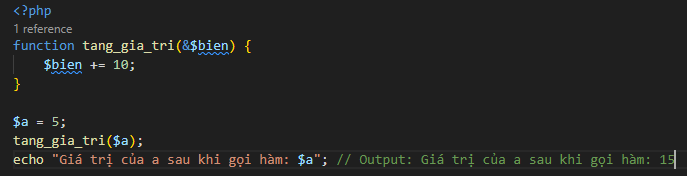 <?php
1 reference
function tang_gia_tri(&$bien) {
    $bien += 10;
}
$a = 5;
tang_gia_tri($a);
echo "Giá trị của a sau khi gọi hàm: $a"; // Output: Giá trị của a sau khi gọi hàm: 15